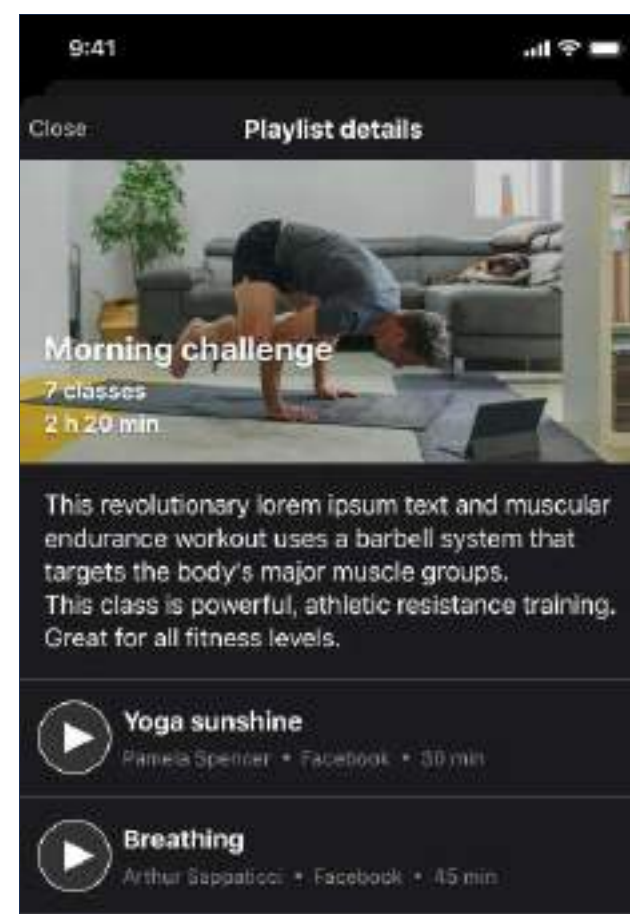 9:41
Close
Playlist details
Morning challenge
7 classes
2 h 20 min
This revolutionary lorem ipsum text and muscular
endurance workout uses a barbell system that
targets the body's major muscle groups.
This class is powerful, athletic resistance training.
Great for all fitness levels.
Yoga sunshine
Pamela Spencer • Facebook • 30 min
Breathing
Arthur Sappaticci • Facebook • 45 min